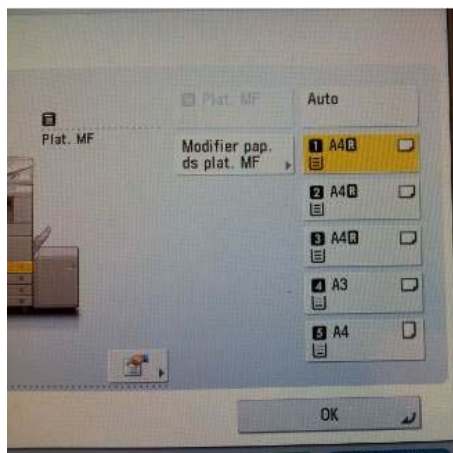 Plat. MF
Auto
Plat. MF
Modifier pap.
ds plat. MF
1 A4R
2 A4R
3 A4R
4 A3
5 A4
OK